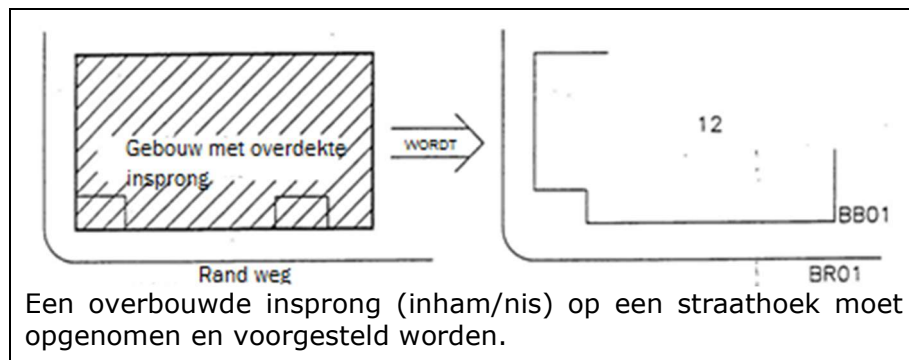 Gebouw met overdekte
insprong
WORDT
12
BB01
Rand weg
BR01
Een overbouwde insprong (inham/nis) op een straathoek moet
opgenomen en voorgesteld worden.